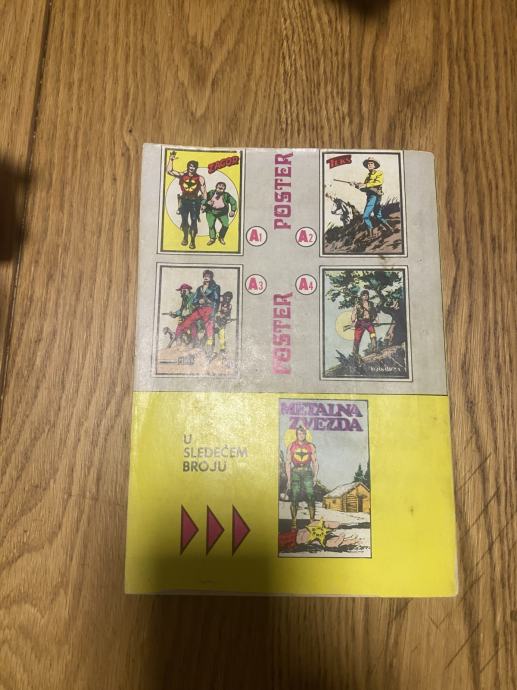 ZAGOR
A1
POSTER
A2
TEKS
A3
POSTER
A4
U
SLEDEĆEM
BROJU
METALNA
ZVEZDA